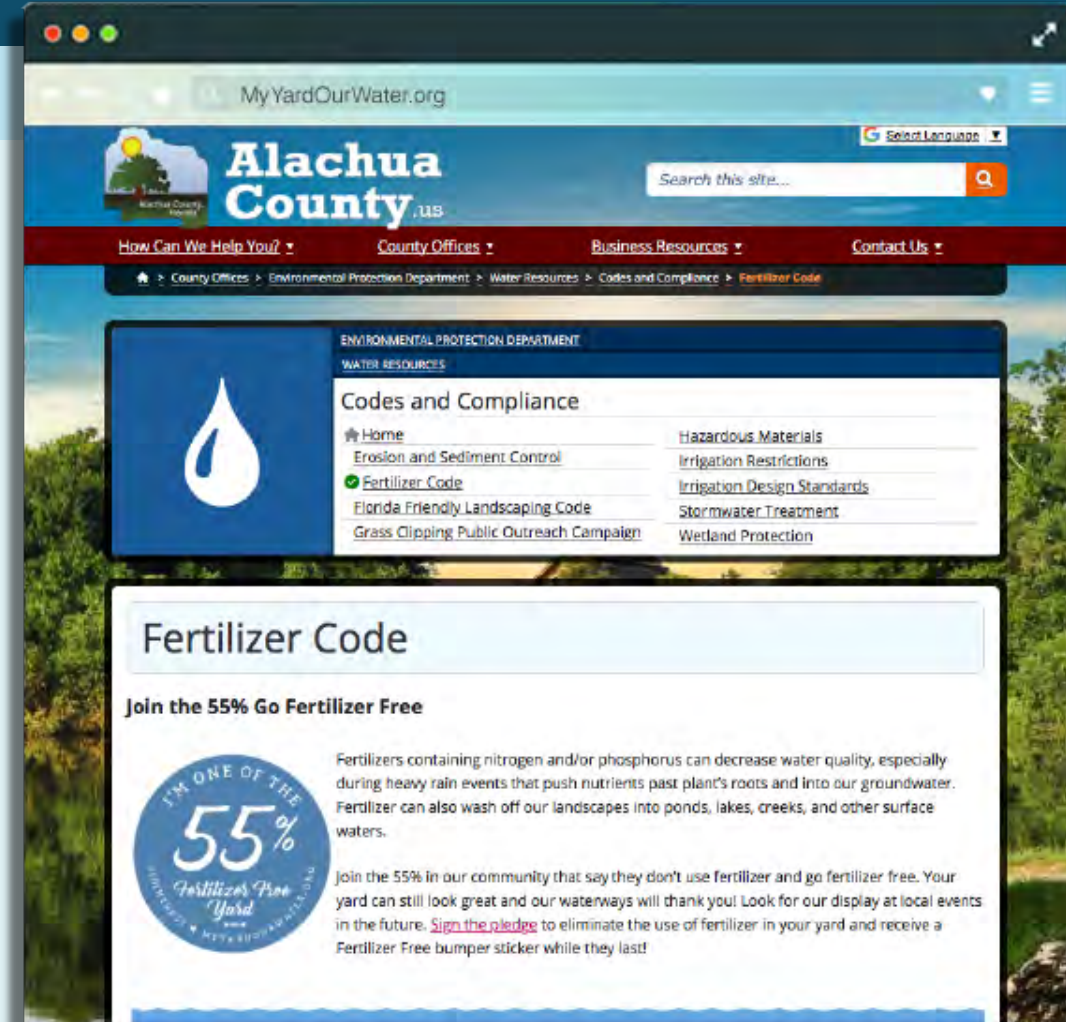 MyYardOurWater.org
Select Language
Alachua
County.us
Search this site...
Alachua County,
Florida
How Can We Help You?
County Offices
Business Resources
Contact Us
> County Offices > Environmental Protection Department > Water Resources > Codes and Compliance > Fertilizer Code
ENVIRONMENTAL PROTECTION DEPARTMENT
WATER RESOURCES
Codes and Compliance
Home
Erosion and Sediment Control
Fertilizer Code
Florida Friendly Landscaping Code
Grass Clipping Public Outreach Campaign
Hazardous Materials
Irrigation Restrictions
Irrigation Design Standards
Stormwater Treatment
Wetland Protection
Fertilizer Code
Join the 55% Go Fertilizer Free
I'M ONE OF THE
55%
Fertilizer Free
Yard
MYYARDOURWATER.ORG
Fertilizers containing nitrogen and/or phosphorus can decrease water quality, especially
during heavy rain events that push nutrients past plant's roots and into our groundwater.
Fertilizer can also wash off our landscapes into ponds, lakes, creeks, and other surface
waters.
Join the 55% in our community that say they don't use fertilizer and go fertilizer free. Your
yard can still look great and our waterways will thank you! Look for our display at local events
in the future. Sign the pledge to eliminate the use of fertilizer in your yard and receive a
Fertilizer Free bumper sticker while they last!